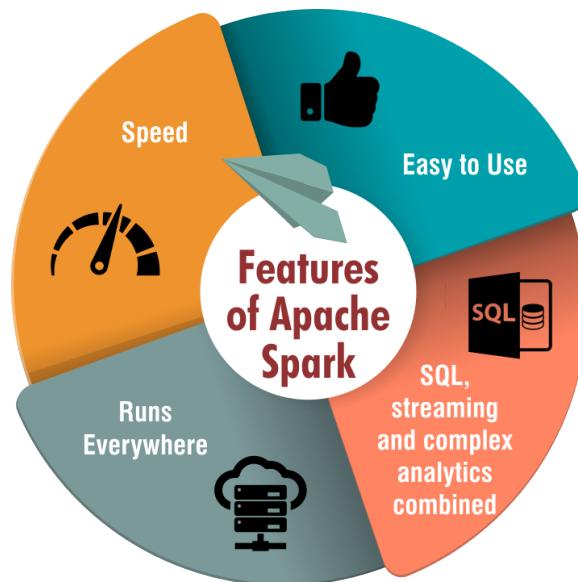 Speed
Easy to Use
Features
of Apache
Spark
SQL
SQL,
streaming
and complex
analytics
combined
Runs
Everywhere